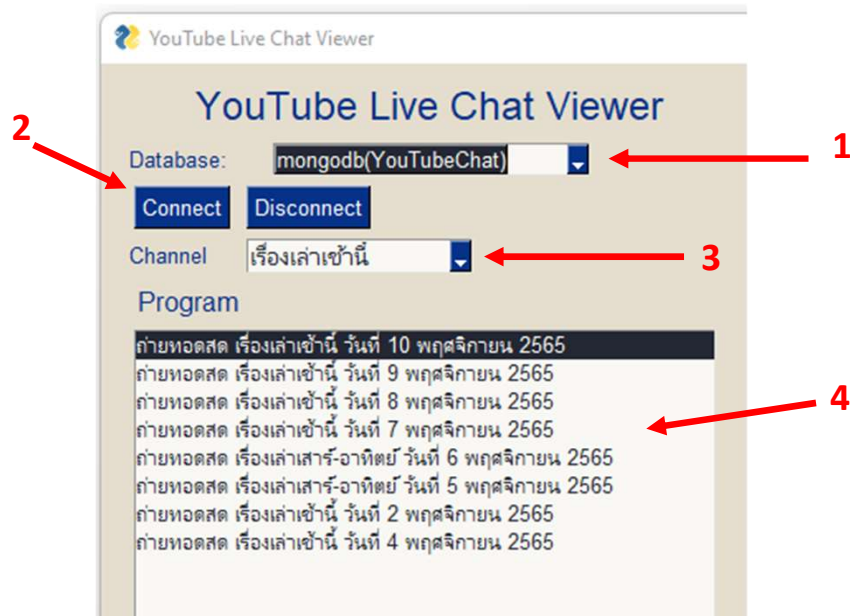 YouTube Live Chat Viewer
YouTube Live Chat Viewer
2
Database: mongodb(YouTubeChat) 1
Connect Disconnect
Channel เรื่องเล่าเช้านี้ 3
Program
ถ่ายทอดสด เรื่องเล่าเช้านี้ วันที่ 10 พฤศจิกายน 2565
ถ่ายทอดสด เรื่องเล่าเช้านี้ วันที่ 9 พฤศจิกายน 2565
ถ่ายทอดสด เรื่องเล่าเช้านี้ วันที่ 8 พฤศจิกายน 2565
ถ่ายทอดสด เรื่องเล่าเช้านี้ วันที่ 7 พฤศจิกายน 2565
ถ่ายทอดสด เรื่องเล่าเสาร์-อาทิตย์ วันที่ 6 พฤศจิกายน 2565
ถ่ายทอดสด เรื่องเล่าเสาร์-อาทิตย์ วันที่ 5 พฤศจิกายน 2565
ถ่ายทอดสด เรื่องเล่าเช้านี้ วันที่ 2 พฤศจิกายน 2565
ถ่ายทอดสด เรื่องเล่าเช้านี้ วันที่ 4 พฤศจิกายน 2565
4